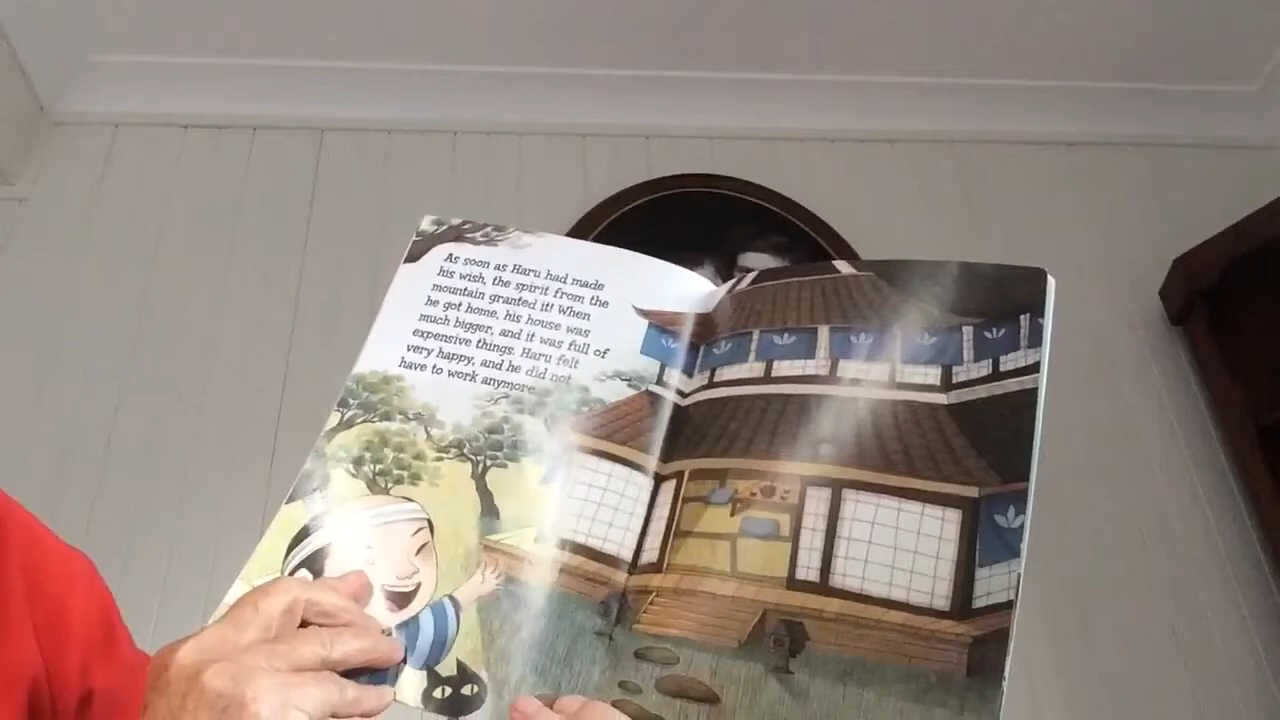 As soon as Haru had made
his wish, the spirit from the
mountain granted it! When
he got home, his house was
much bigger, and it was full of
expensive things. Haru felt
very happy, and he did not
have to work anymore